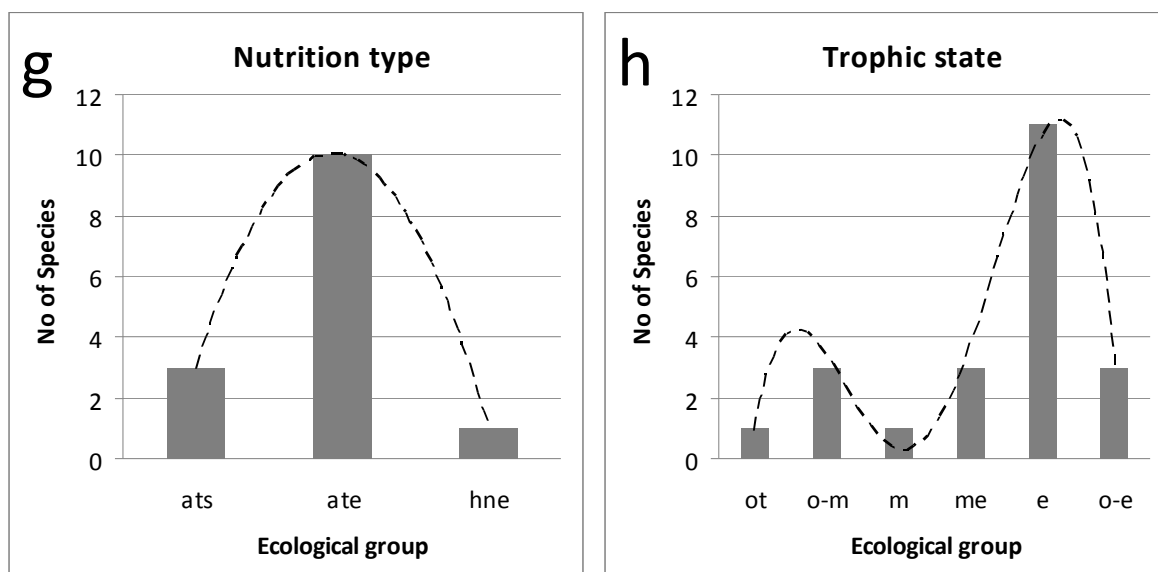 g
Nutrition type
No of Species
12
10
8
6
4
2
0
ats ate hne
Ecological group
h
Trophic state
No of Species
12
10
8
6
4
2
0
ot o-m m me e o-e
Ecological group